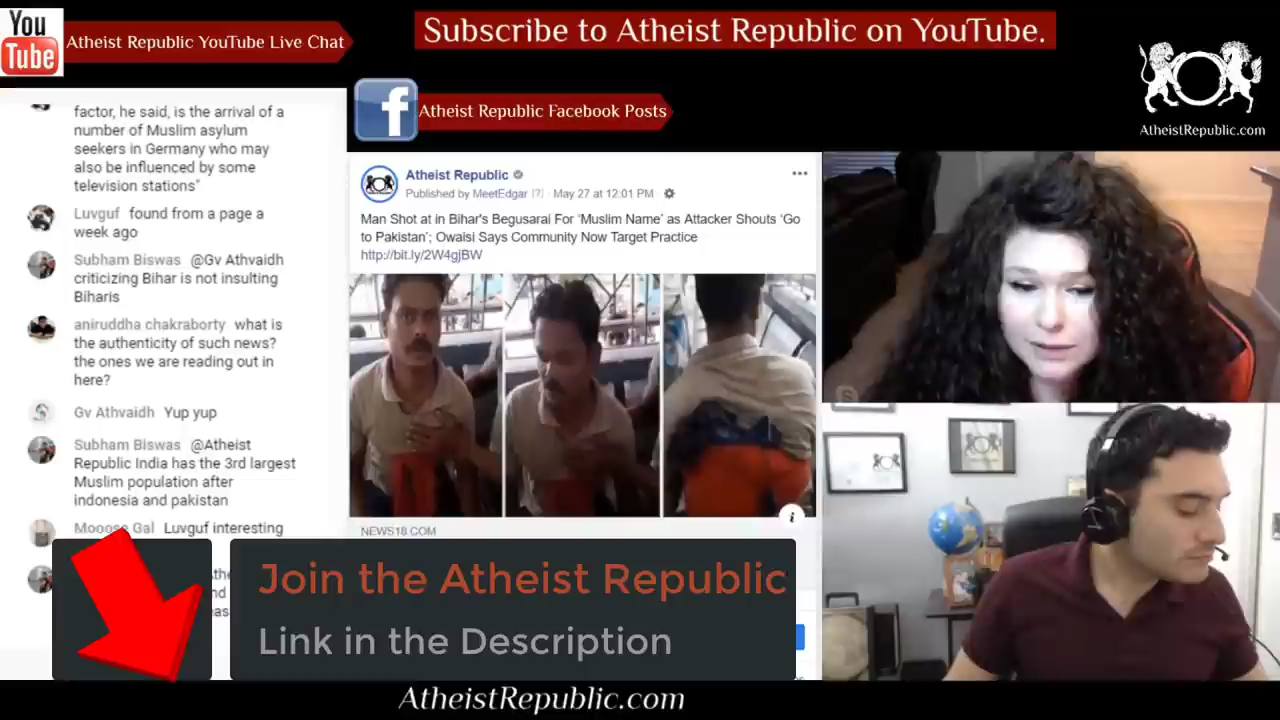 You
Tube
Atheist Republic YouTube Live Chat
Subscribe to Atheist Republic on YouTube.
AtheistRepublic.com
f
Atheist Republic Facebook Posts
factor, he said, is the arrival of a
number of Muslim asylum
seekers in Germany who may
also be influenced by some
television stations"
Luvguf found from a page a
week ago
Subham Biswas @Gv Athvaidh
criticizing Bihar is not insulting
Biharis
aniruddha chakraborty what is
the authenticity of such news?
the ones we are reading out in
here?
Gv Athvaidh Yup yup
Subham Biswas @Atheist
Republic India has the 3rd largest
Muslim population after
indonesia and pakistan
Mooose Gal Luvguf interesting
Atheist Republic
Published by MeetEdgar [?] · May 27 at 12:01 PM
Man Shot at in Bihar's Begusarai For 'Muslim Name' as Attacker Shouts 'Go
to Pakistan'; Owaisi Says Community Now Target Practice
http://bit.ly/2W4gjBW
i
NEWS18.COM
Join the Atheist Republic
Link in the Description
AtheistRepublic.com